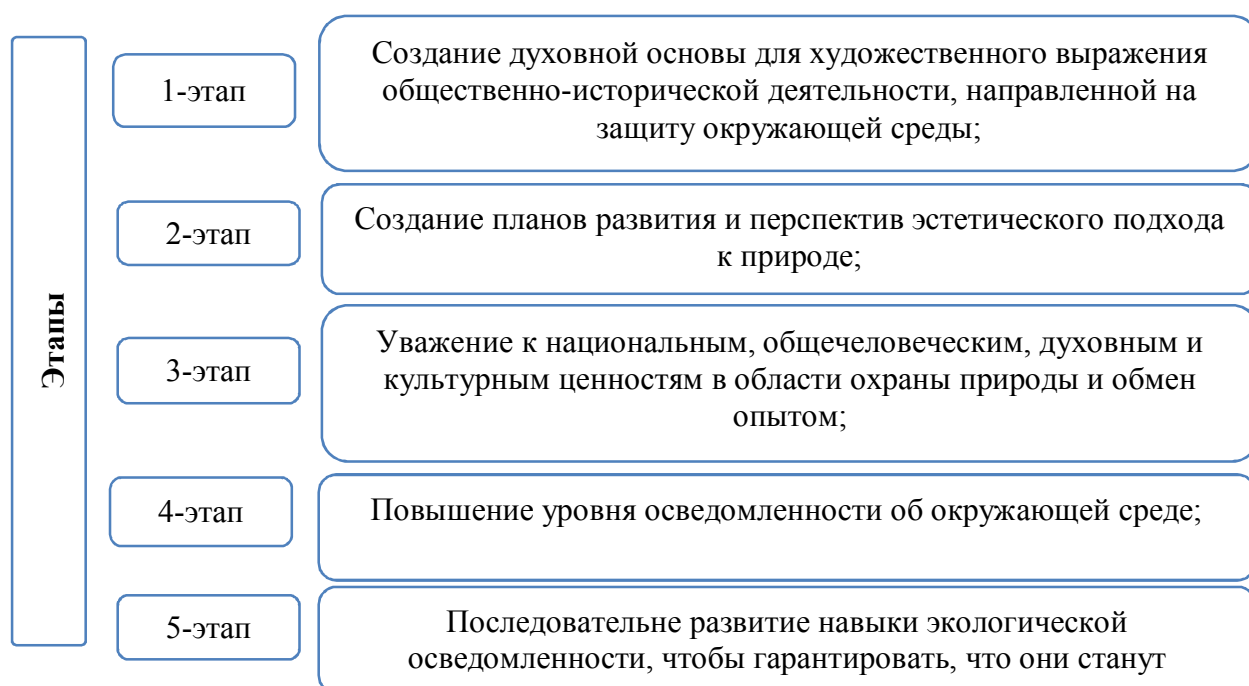 Этапы
1-этап
Создание духовной основы для художественного выражения
общественно-исторической деятельности, направленной на
защиту окружающей среды;
2-этап
Создание планов развития и перспектив эстетического подхода
к природе;
3-этап
Уважение к национальным, общечеловеческим, духовным и
культурным ценностям в области охраны природы и обмен
опытом;
4-этап
Повышение уровня осведомленности об окружающей среде;
5-этап
Последовательне развитие навыки экологической
осведомленности, чтобы гарантировать, что они станут